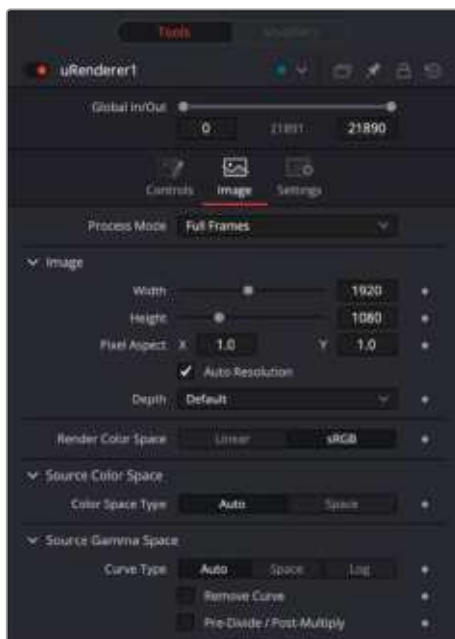 Tools Modifiers
uRenderer1
Global In/Out
0 21891 21890
Controls Image Settings
Process Mode Full Frames
Image
Width 1920
Height 1080
Pixel Aspect X 1.0 Y 1.0
Auto Resolution
Depth Default
Render Color Space Linear sRGB
Source Color Space
Color Space Type Auto Space
Source Gamma Space
Curve Type Auto Space Log
Remove Curve
Pre-Divide / Post-Multiply